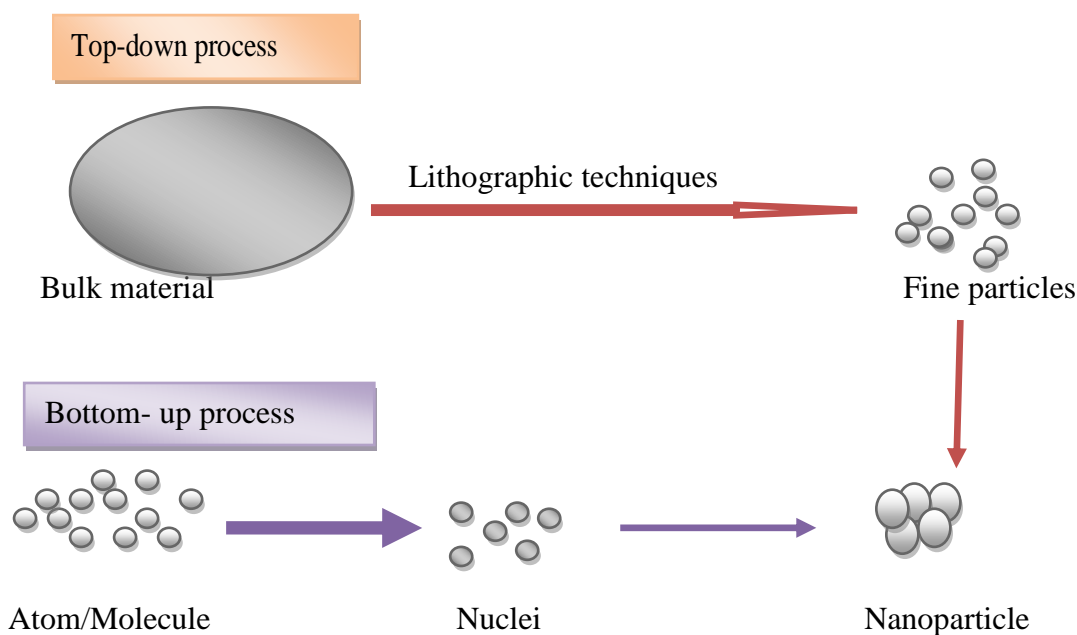 Top-down process
Lithographic techniques
Bulk material
Fine particles
Bottom- up process
Atom/Molecule
Nuclei
Nanoparticle